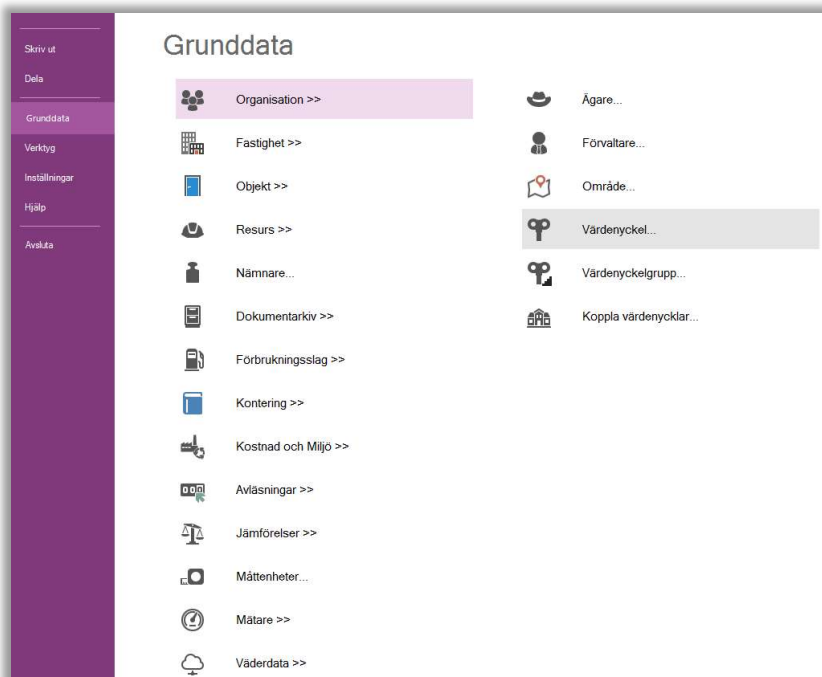 Skriv ut
Dela
Grunddata
Verktyg
Inställningar
Hjälp
Avsluta
Grunddata
Organisation >>
Fastighet >>
Objekt >>
Resurs >>
Nämnare...
Dokumentarkiv >>
Förbrukningsslag >>
Kontering >>
Kostnad och Miljö >>
Avläsningar >>
Jämförelser >>
Måttenheter...
Mätare >>
Väderdata >>
Ägare...
Förvaltare...
Område...
Värdenyckel...
Värdenyckelgrupp...
Koppla värdenycklar...